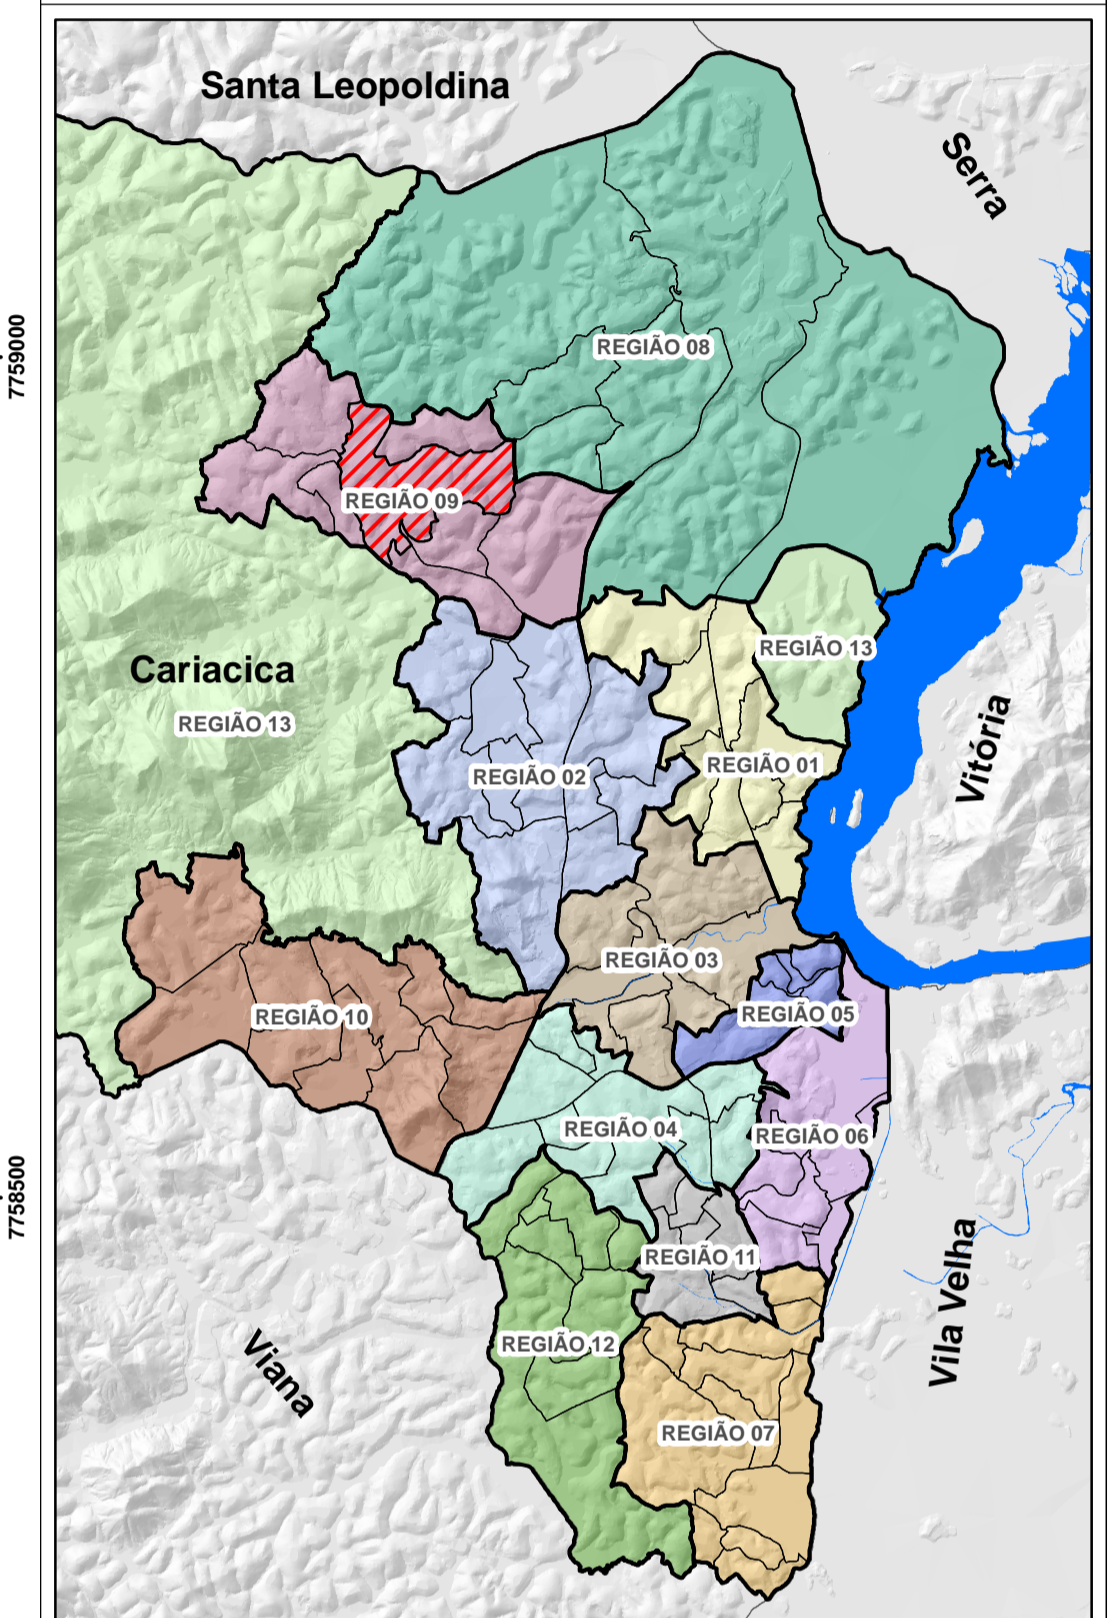 Santa Leopoldina
Serra
7759000
REGIÃO 08
REGIÃO 09
REGIÃO 13
Cariacica
REGIÃO 13
Vitória
REGIÃO 01
REGIÃO 02
REGIÃO 03
REGIÃO 05
REGIÃO 10
REGIÃO 04
REGIÃO 06
7758500
REGIÃO 11
Vila Velha
REGIÃO 12
Viana
REGIÃO 07